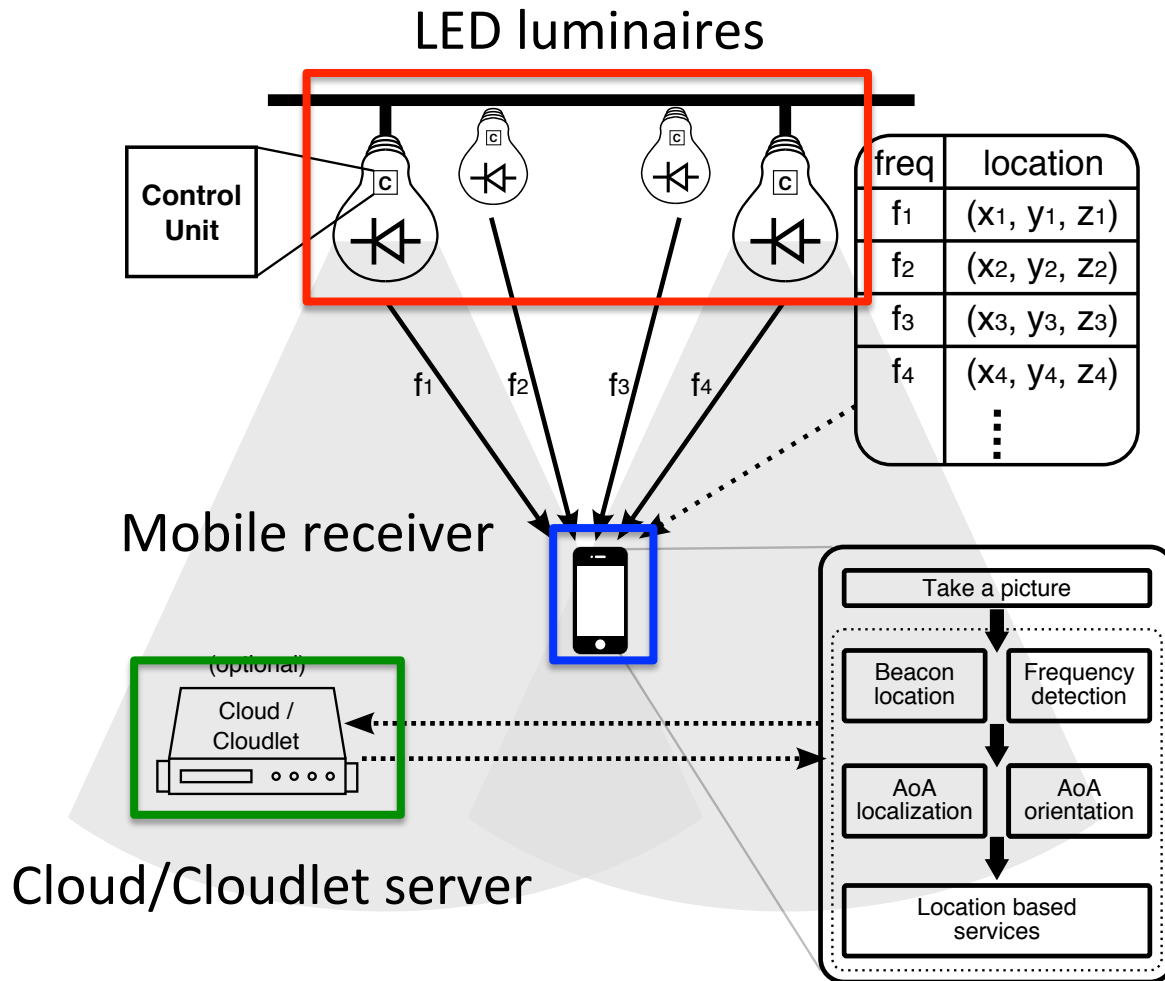 LED luminaires
Control
Unit
C
C
C
C
freq location
f1 (x1, y1, z1)
f2 (x2, y2, z2)
f3 (x3, y3, z3)
f4 (x4, y4, z4)
f1
f2
f3
f4
Mobile receiver
Take a picture
Beacon
location
Frequency
detection
AoA
localization
AoA
orientation
Location based
services
(optional)
Cloud /
Cloudlet
Cloud/Cloudlet server